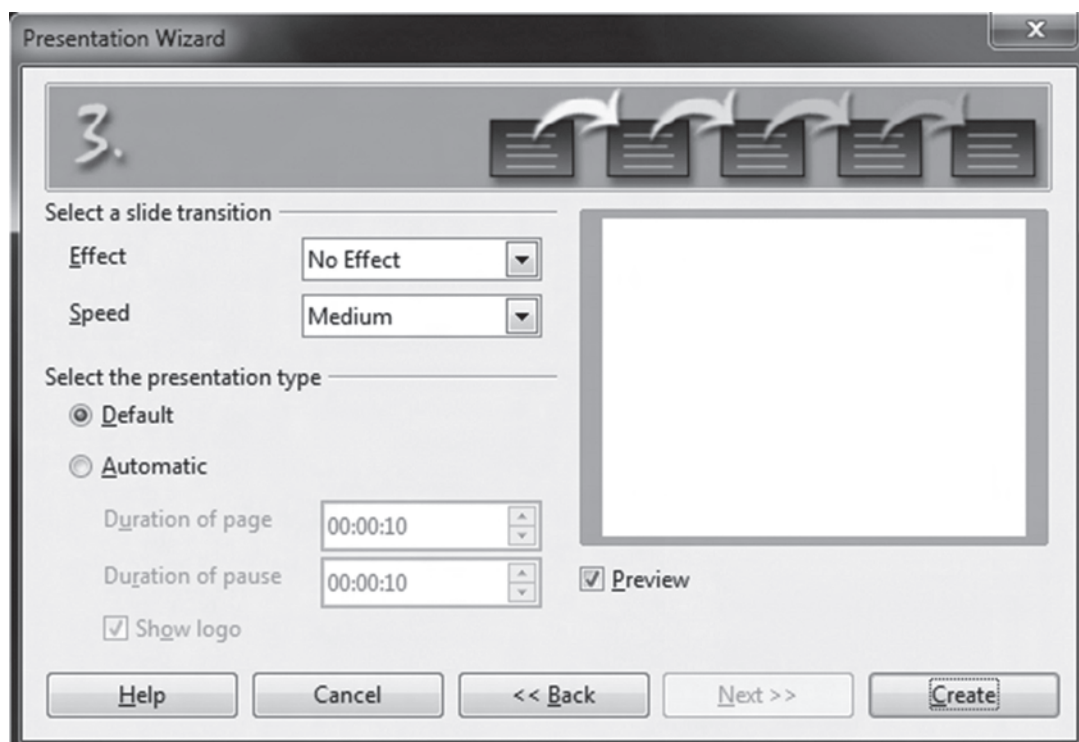 Presentation Wizard
3.
Select a slide transition
Effect No Effect
Speed Medium
Select the presentation type
Default
Automatic
Duration of page 00:00:10
Duration of pause 00:00:10
Show logo
Preview
Help Cancel << Back Next >> Create